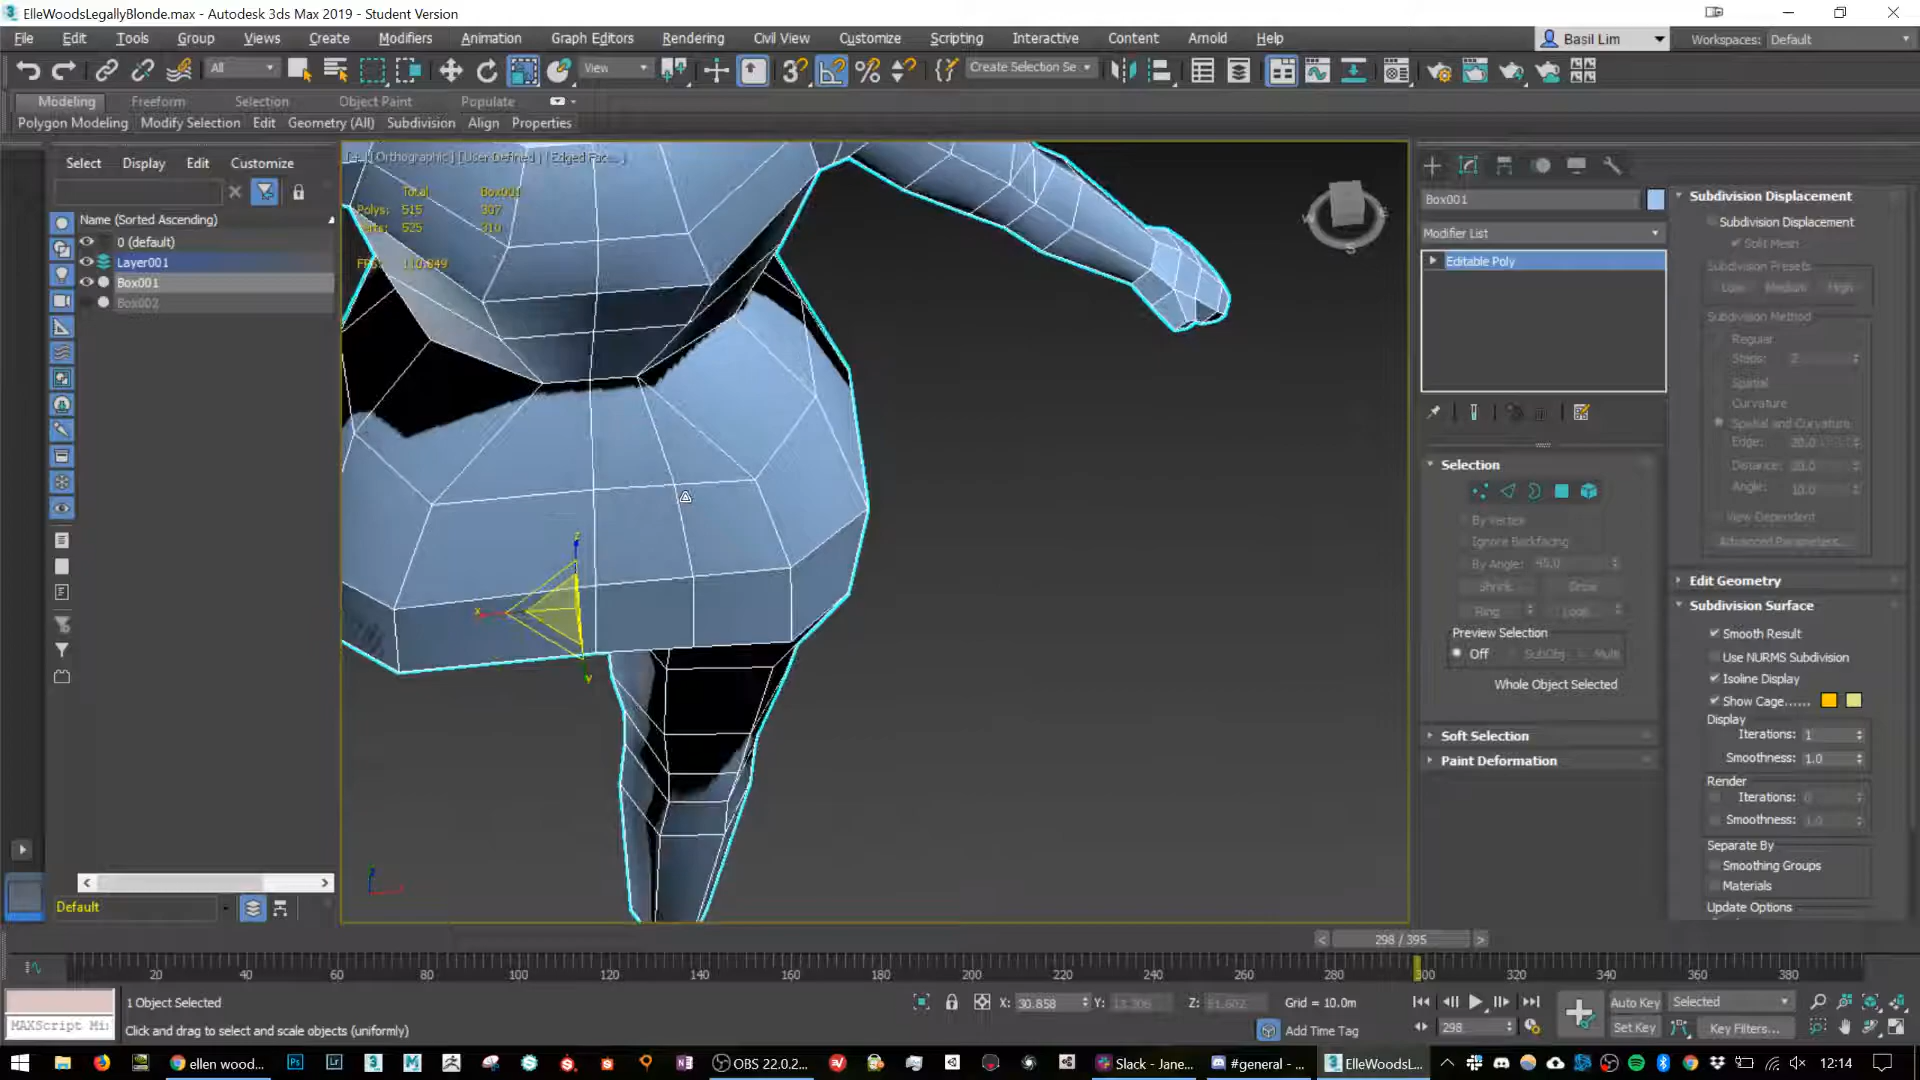 ElleWoodsLegallyBlonde.max - Autodesk 3ds Max 2019 - Student Version
File Edit Tools Group Views Create Modifiers Animation Graph Editors Rendering Civil View Customize Scripting Interactive Content Arnold Help
Basil Lim
Workspaces: Default
All
View
Create Selection Se
Modeling Freeform Selection Object Paint Populate
Polygon Modeling Modify Selection Edit Geometry (All) Subdivision Align Properties
Select Display Edit Customize
Name (Sorted Ascending)
0 (default)
Layer001
Box001
Box002
Default
[+] [Orthographic] [User Defined] [Edged Fac...
Total Box001
Polys: 515 307
525 310
FPS: 110.849
Box001
Modifier List
Editable Poly
Selection
By Vertex
Ignore Backfacing
By Angle: 45.0
Shrink Grow
Ring Loop
Preview Selection
Off SubObj Multi
Whole Object Selected
Soft Selection
Paint Deformation
Subdivision Displacement
Subdivision Displacement
Split Mesh
Subdivision Presets
Low Medium High
Subdivision Method
Regular
Steps: 2
Spatial
Curvature
Spatial and Curvature
Edge: 20.0
Distance: 20.0
Angle: 10.0
View Dependent
Advanced Parameters...
Edit Geometry
Subdivision Surface
Smooth Result
Use NURMS Subdivision
Isoline Display
Show Cage......
Display
Iterations: 1
Smoothness: 1.0
Render
Iterations: 0
Smoothness: 1.0
Separate By
Smoothing Groups
Materials
Update Options
< 298 / 395 >
20 40 60 80 100 120 140 160 180 200 220 240 260 280 300 320 340 360 380
1 Object Selected
X: 30.858 Y: 13.306 Z: Grid = 10.0m
Auto Key Selected
MAXScript Mi:
Click and drag to select and scale objects (uniformly)
Add Time Tag
298
Set Key Key Filters...
ellen wood... OBS 22.0.2... Slack - Jane... #general - ... ElleWoodsL... 12:14